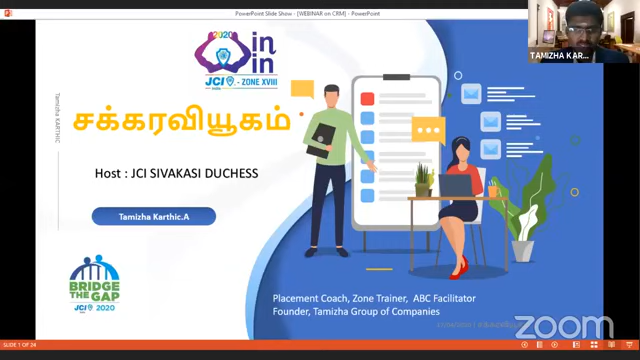 PowerPoint Slide Show - [WEBINAR on CRM] - PowerPoint
TAMIZHA KAR...
2020
in
in
JCI - ZONE XVIII
India
Tamizha KARTHIC
சக்கரவியூகம்
Host : JCI SIVAKASI DUCHESS
Tamizha Karthic.A
BRIDGE
THE GAP
JCI 2020
Placement Coach, Zone Trainer, ABC Facilitator
Founder, Tamizha Group of Companies
zoom
SLIDE 1 OF 24